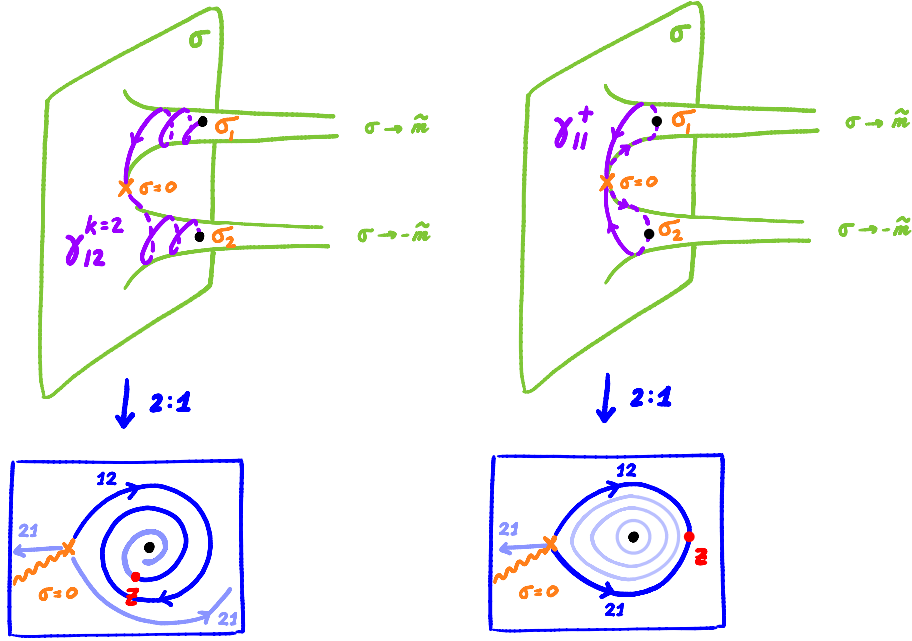 σ
σ₁
σ → m̃
σ=0
γ₁₂ᵏ⁼²
σ₂
σ → -m̃
2:1
12
21
σ=0
z
21
σ
γ₁₁⁺
σ₁
σ → m̃
σ=0
σ₂
σ → -m̃
2:1
12
21
σ=0
z
21